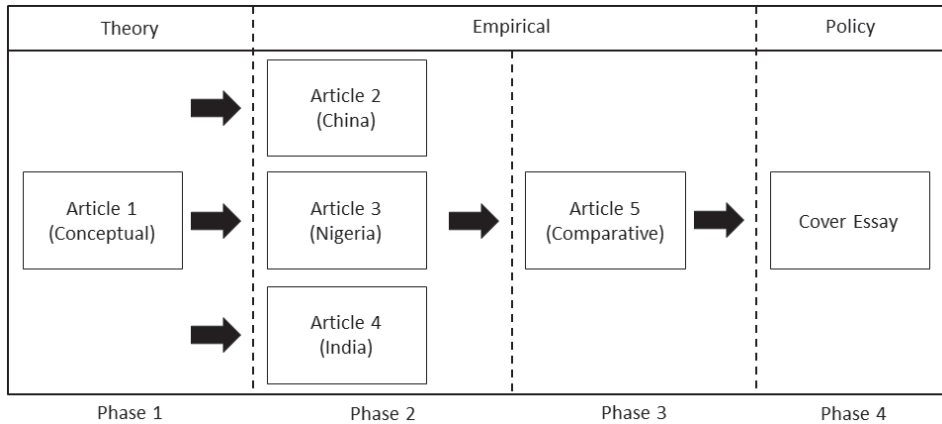 Theory
Empirical
Policy
Article 1
(Conceptual)
Article 2
(China)
Article 3
(Nigeria)
Article 4
(India)
Article 5
(Comparative)
Cover Essay
Phase 1
Phase 2
Phase 3
Phase 4